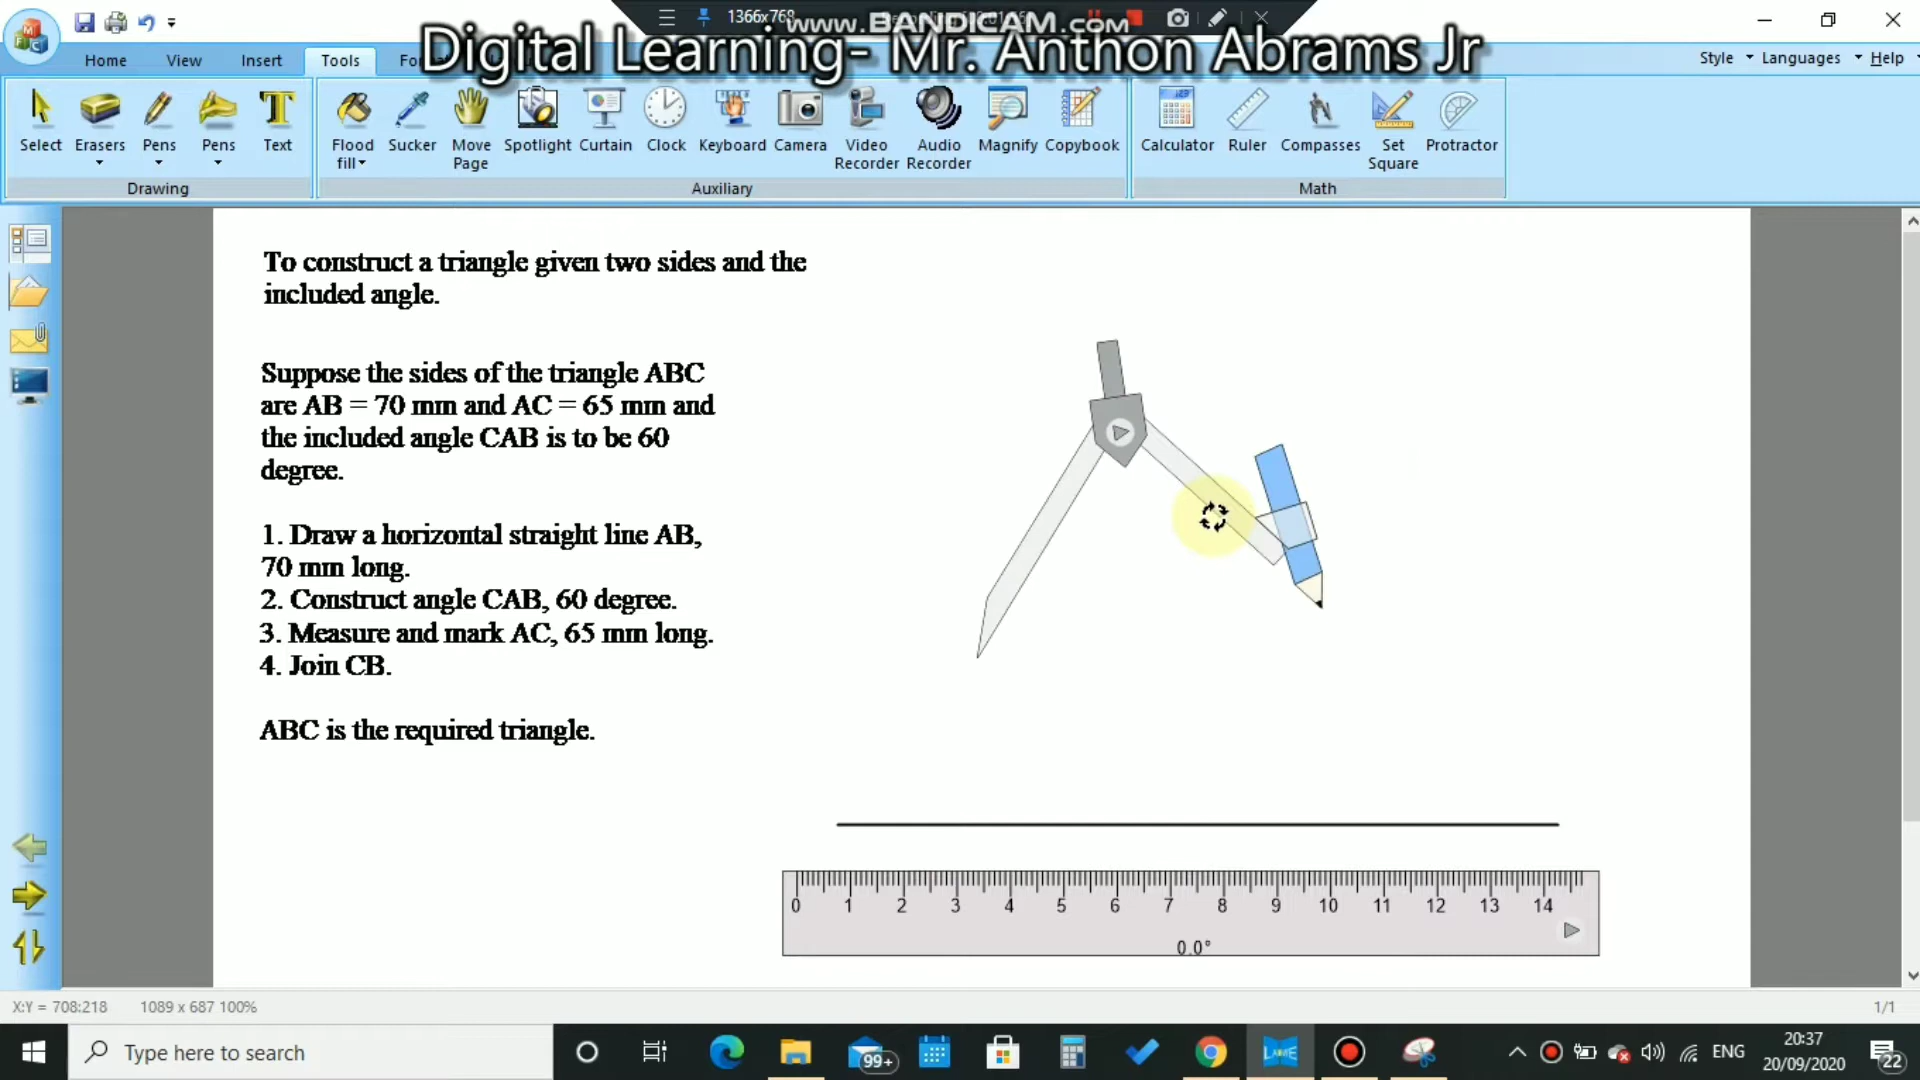 1366x768
www.BANDICAM.com
Digital Learning- Mr. Anthon Abrams Jr
Home View Insert Tools
Style Languages Help
Select Erasers Pens Pens Text
Flood fill Sucker Move Page Spotlight Curtain Clock Keyboard Camera Video Recorder Audio Recorder Magnify Copybook
Calculator Ruler Compasses Set Square Protractor
Drawing Auxiliary Math
To construct a triangle given two sides and the
included angle.
Suppose the sides of the triangle ABC
are AB = 70 mm and AC = 65 mm and
the included angle CAB is to be 60
degree.
1. Draw a horizontal straight line AB,
70 mm long.
2. Construct angle CAB, 60 degree.
3. Measure and mark AC, 65 mm long.
4. Join CB.
ABC is the required triangle.
0 1 2 3 4 5 6 7 8 9 10 11 12 13 14
0.0°
X:Y = 708:218 1089 x 687 100% 1/1
Type here to search
99+
ENG
20:37
20/09/2020
22